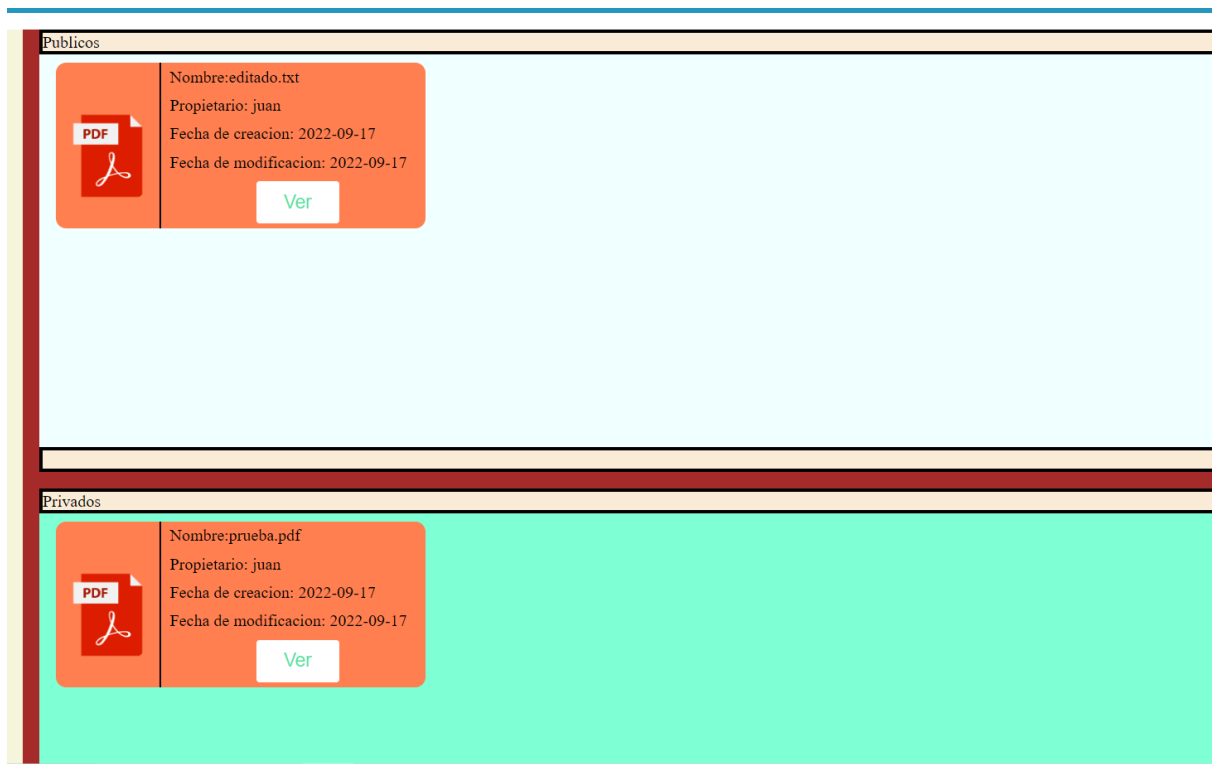 Publicos
Nombre:editado.txt
Propietario: juan
PDF
Fecha de creacion: 2022-09-17
Fecha de modificacion: 2022-09-17
Ver
Privados
Nombre:prueba.pdf
Propietario: juan
PDF
Fecha de creacion: 2022-09-17
Fecha de modificacion: 2022-09-17
Ver